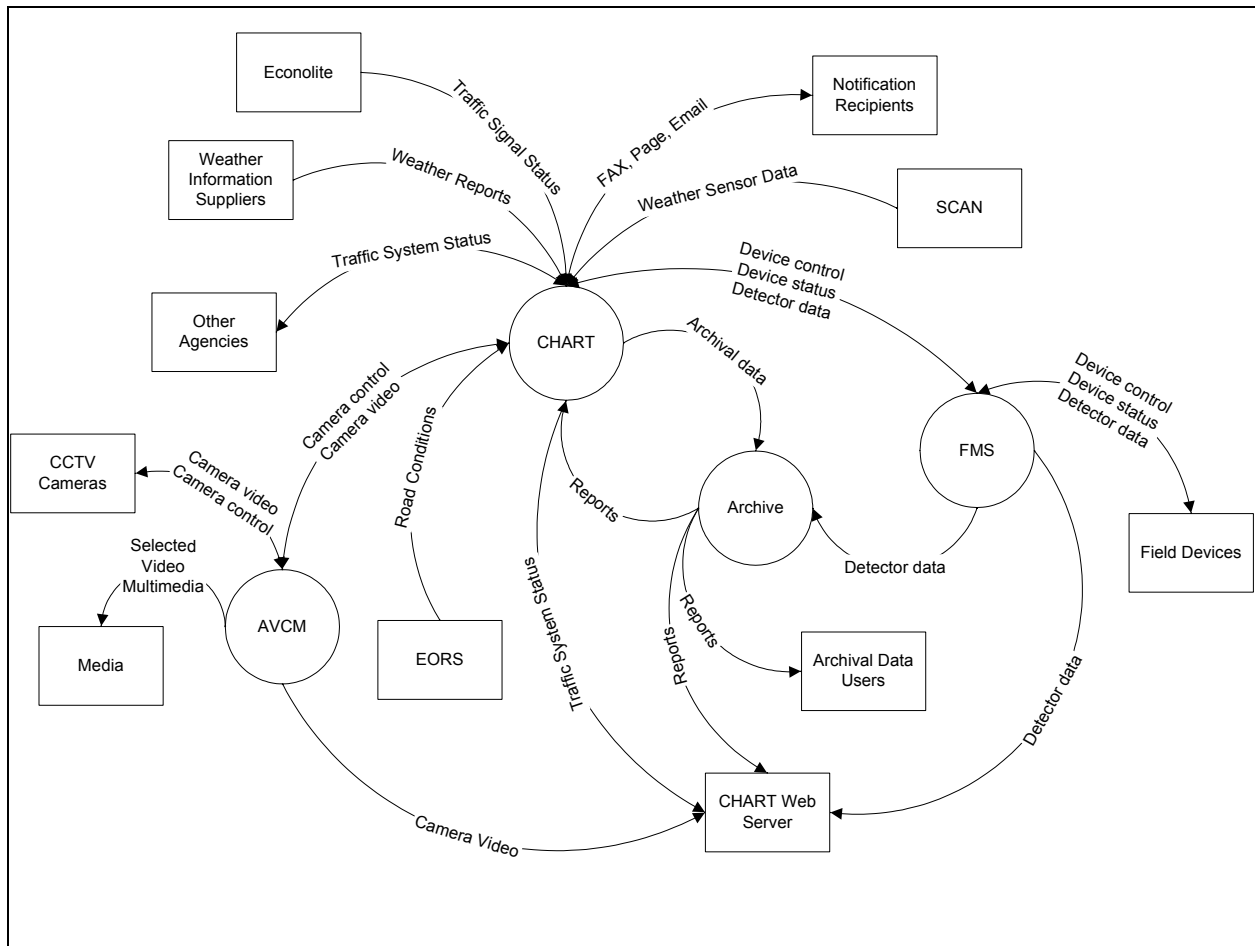 Econolite
Traffic Signal Status
Notification
Recipients
FAX, Page, Email
Weather
Information
Suppliers
Weather Reports
Weather Sensor Data
SCAN
Traffic System Status
Device control
Device status
Detector data
Other
Agencies
CHART
Archival data
Device control
Device status
Detector data
Camera control
Camera video
CCTV
Cameras
Camera video
Camera control
Road Conditions
Reports
Archive
FMS
Field Devices
Selected
Video
Multimedia
Detector data
Traffic System Status
Media
AVCM
EORS
Reports
Reports
Archival Data
Users
Detector data
Camera Video
CHART Web
Server